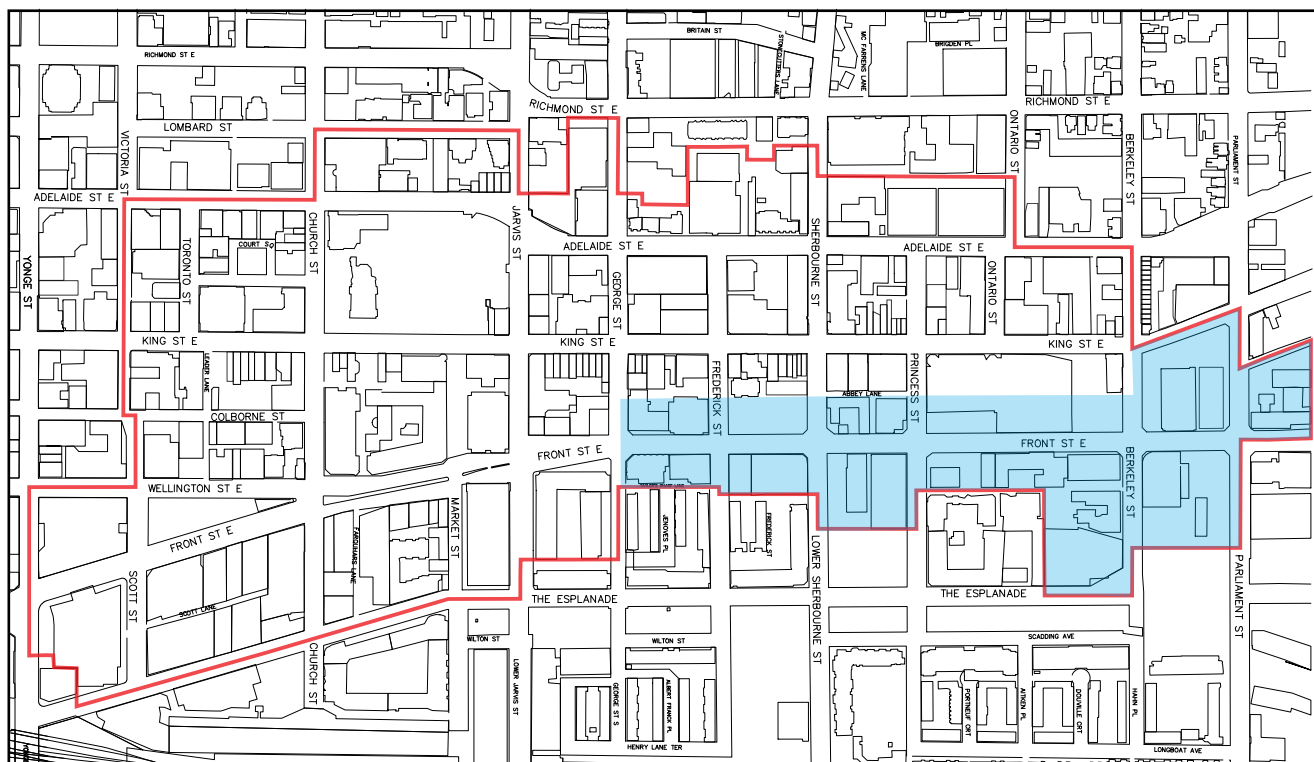 BRITAIN ST
STONECUTTERS LANE
MC FARRENS LANE
BRIGDEN PL
RICHMOND ST E
RICHMOND ST E
RICHMOND ST E
LOMBARD ST
VICTORIA ST
ONTARIO ST
BERKELEY ST
PARLIAMENT ST
ADELAIDE ST E
YONGE ST
TORONTO ST
COURT SQ
CHURCH ST
JARVIS ST
ADELAIDE ST E
GEORGE ST
SHERBOURNE ST
ADELAIDE ST E
ONTARIO ST
KING ST E
KING ST E
KING ST E
LEADER LANE
COLBORNE ST
FREDERICK ST
ABBEY LANE
PRINCESS ST
FRONT ST E
FRONT ST E
BERKELEY ST
WELLINGTON ST E
FRONT ST E
FARQUHARS LANE
MARKET ST
JENOVES PL
FREDERICK ST
LOWER SHERBOURNE ST
SCOTT ST
SCOTT LANE
THE ESPLANADE
THE ESPLANADE
PARLIAMENT ST
CHURCH ST
WILTON ST
WILTON ST
SCADDING AVE
LOWER JARVIS ST
GEORGE ST S
ALBERT FRANCK PL
PORTNEUF CRT
AITKEN PL
DOUVILLE CRT
HAHN PL
HENRY LANE TER
LONGBOAT AVE